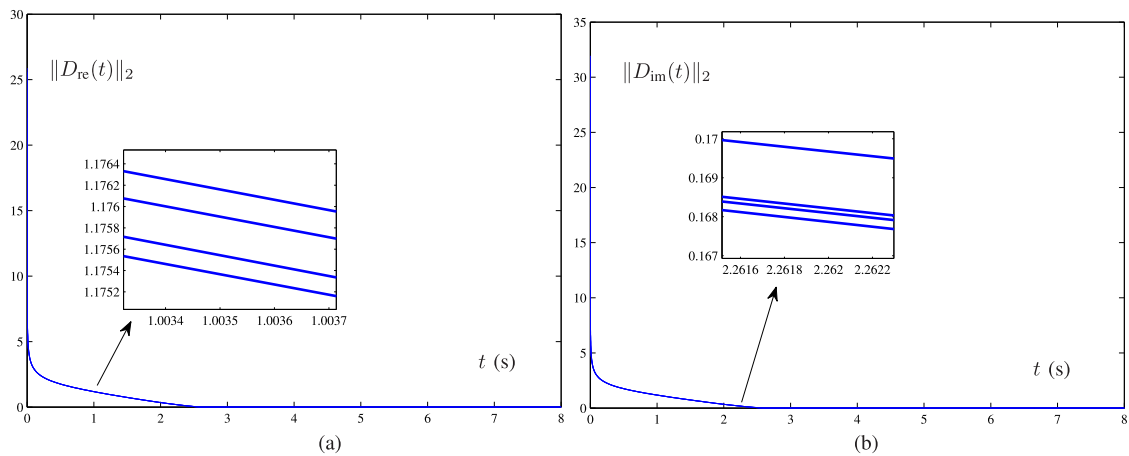 30
25
20
15
10
5
0
‖D_re(t)‖₂
1.1764
1.1762
1.176
1.1758
1.1756
1.1754
1.1752
1.0034 1.0035 1.0036 1.0037
t (s)
0 1 2 3 4 5 6 7 8
(a)
35
30
25
20
15
10
5
0
‖D_im(t)‖₂
0.17
0.169
0.168
0.167
2.2616 2.2618 2.262 2.2622
t (s)
0 1 2 3 4 5 6 7 8
(b)